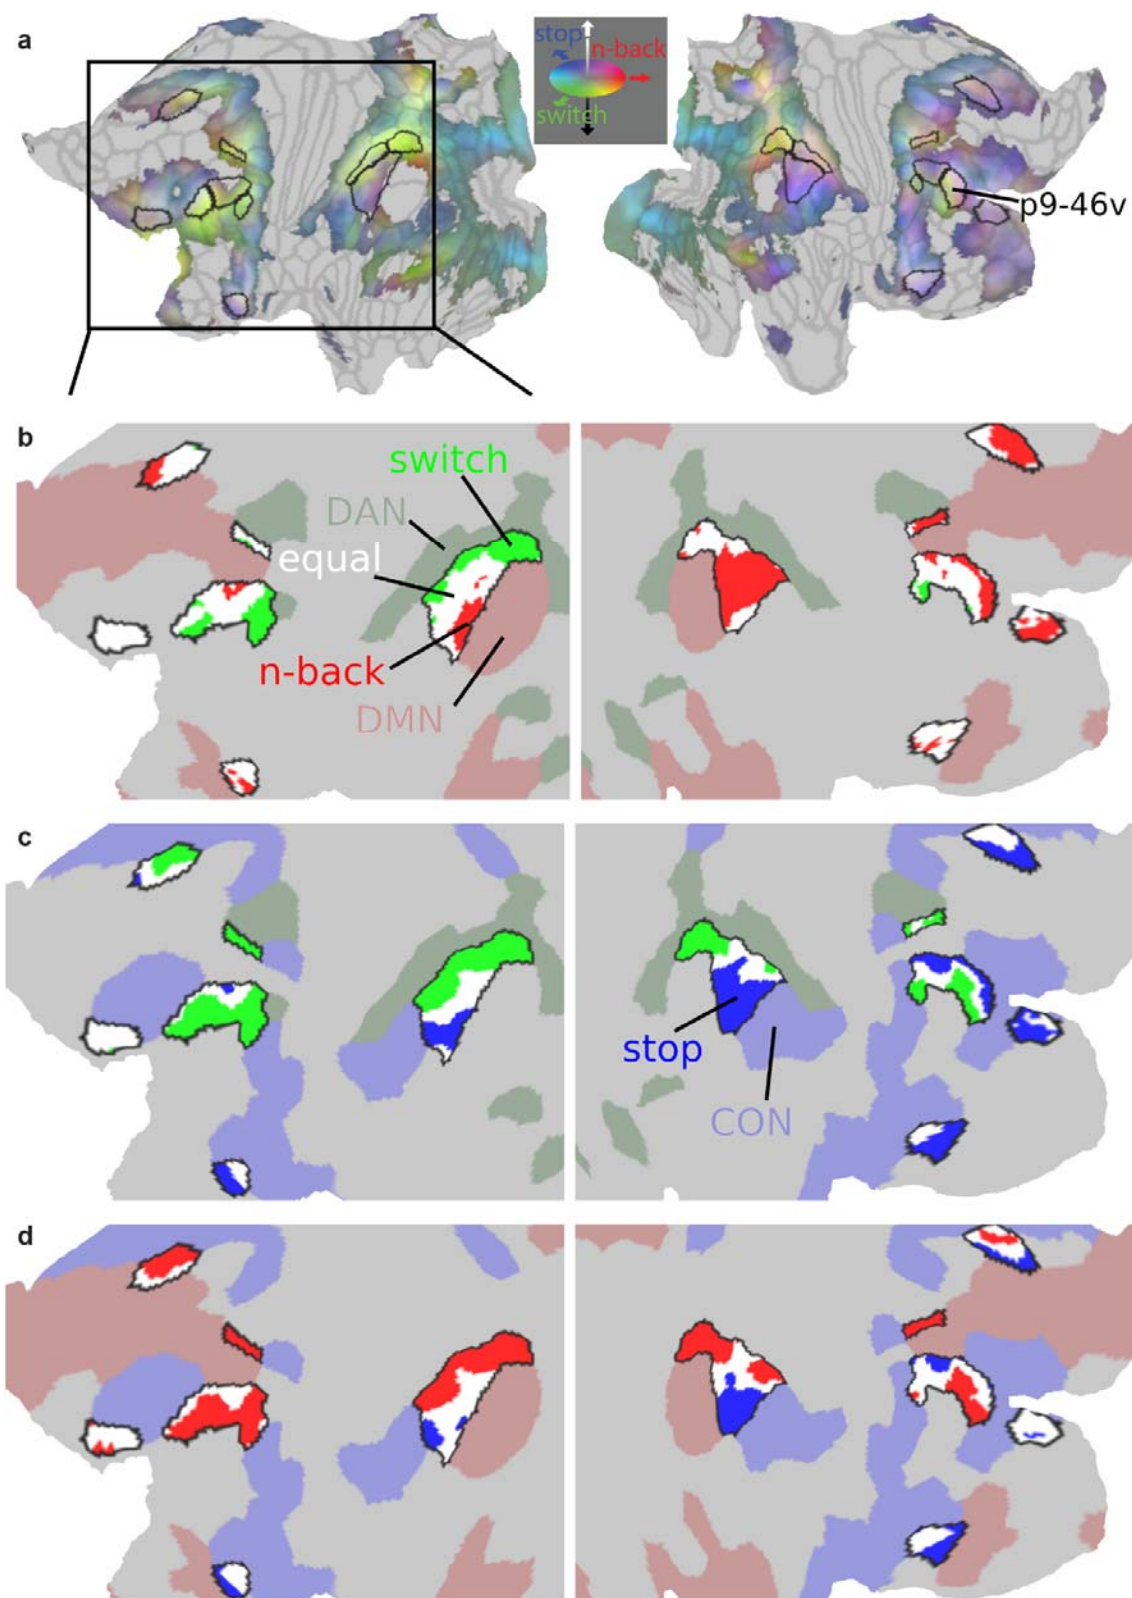 a
stop
n-back
switch
p9-46v
b
switch
DAN
equal
n-back
DMN
c
stop
CON
d